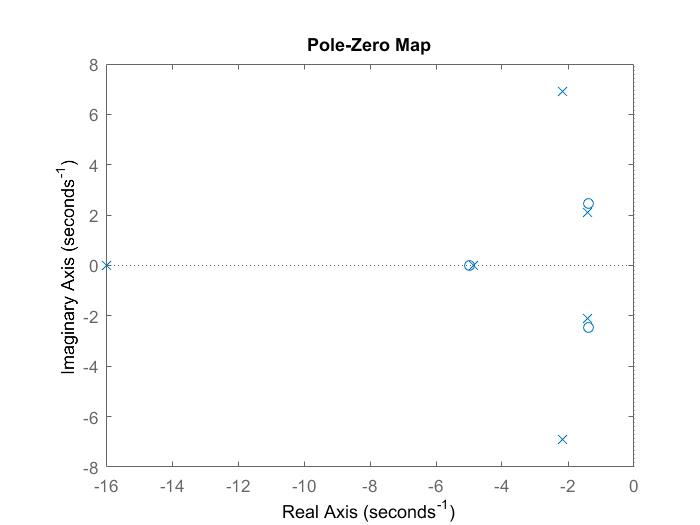 Pole-Zero Map
8
6
4
2
0
-2
-4
-6
-8
Imaginary Axis (seconds⁻¹)
-16 -14 -12 -10 -8 -6 -4 -2 0
Real Axis (seconds⁻¹)